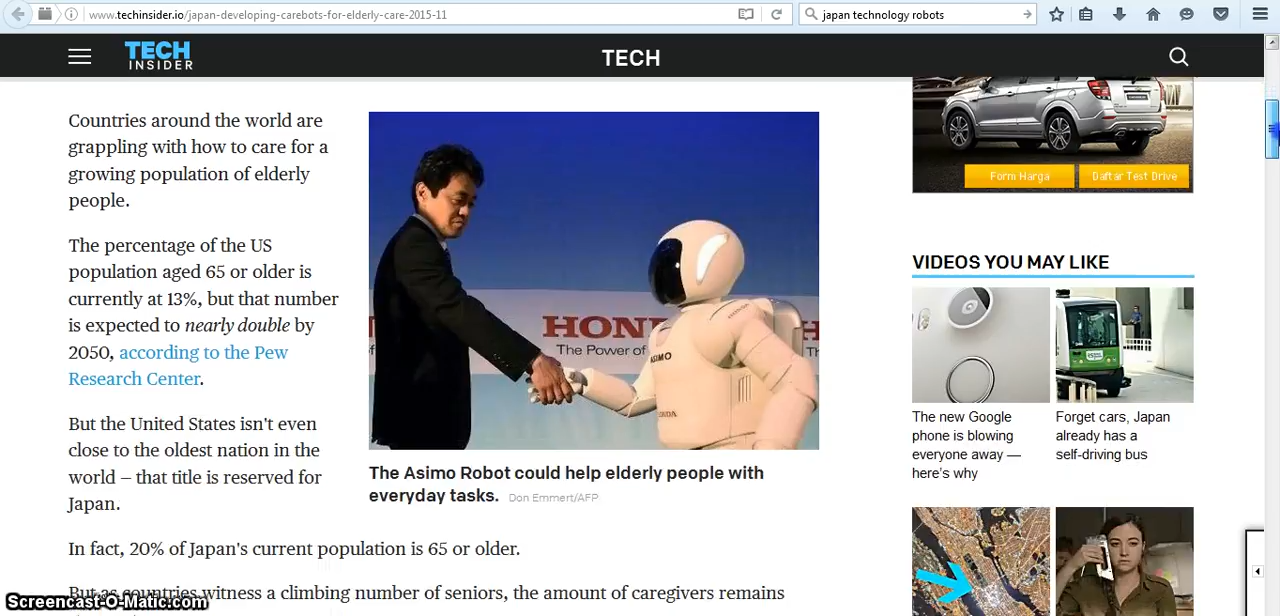 www.techinsider.io/japan-developing-carebots-for-elderly-care-2015-11
japan technology robots
TECH
INSIDER
TECH
Countries around the world are
grappling with how to care for a
growing population of elderly
people.
The percentage of the US
population aged 65 or older is
currently at 13%, but that number
is expected to nearly double by
2050, according to the Pew
Research Center.
But the United States isn't even
close to the oldest nation in the
world – that title is reserved for
Japan.
HON
The Power of
ASIMO
HONDA
The Asimo Robot could help elderly people with
everyday tasks. Don Emmert/AFP
In fact, 20% of Japan's current population is 65 or older.
But as countries witness a climbing number of seniors, the amount of caregivers remains
Form Harga
Daftar Test Drive
VIDEOS YOU MAY LIKE
The new Google
phone is blowing
everyone away —
here's why
Forget cars, Japan
already has a
self-driving bus
Screencast-O-Matic.com